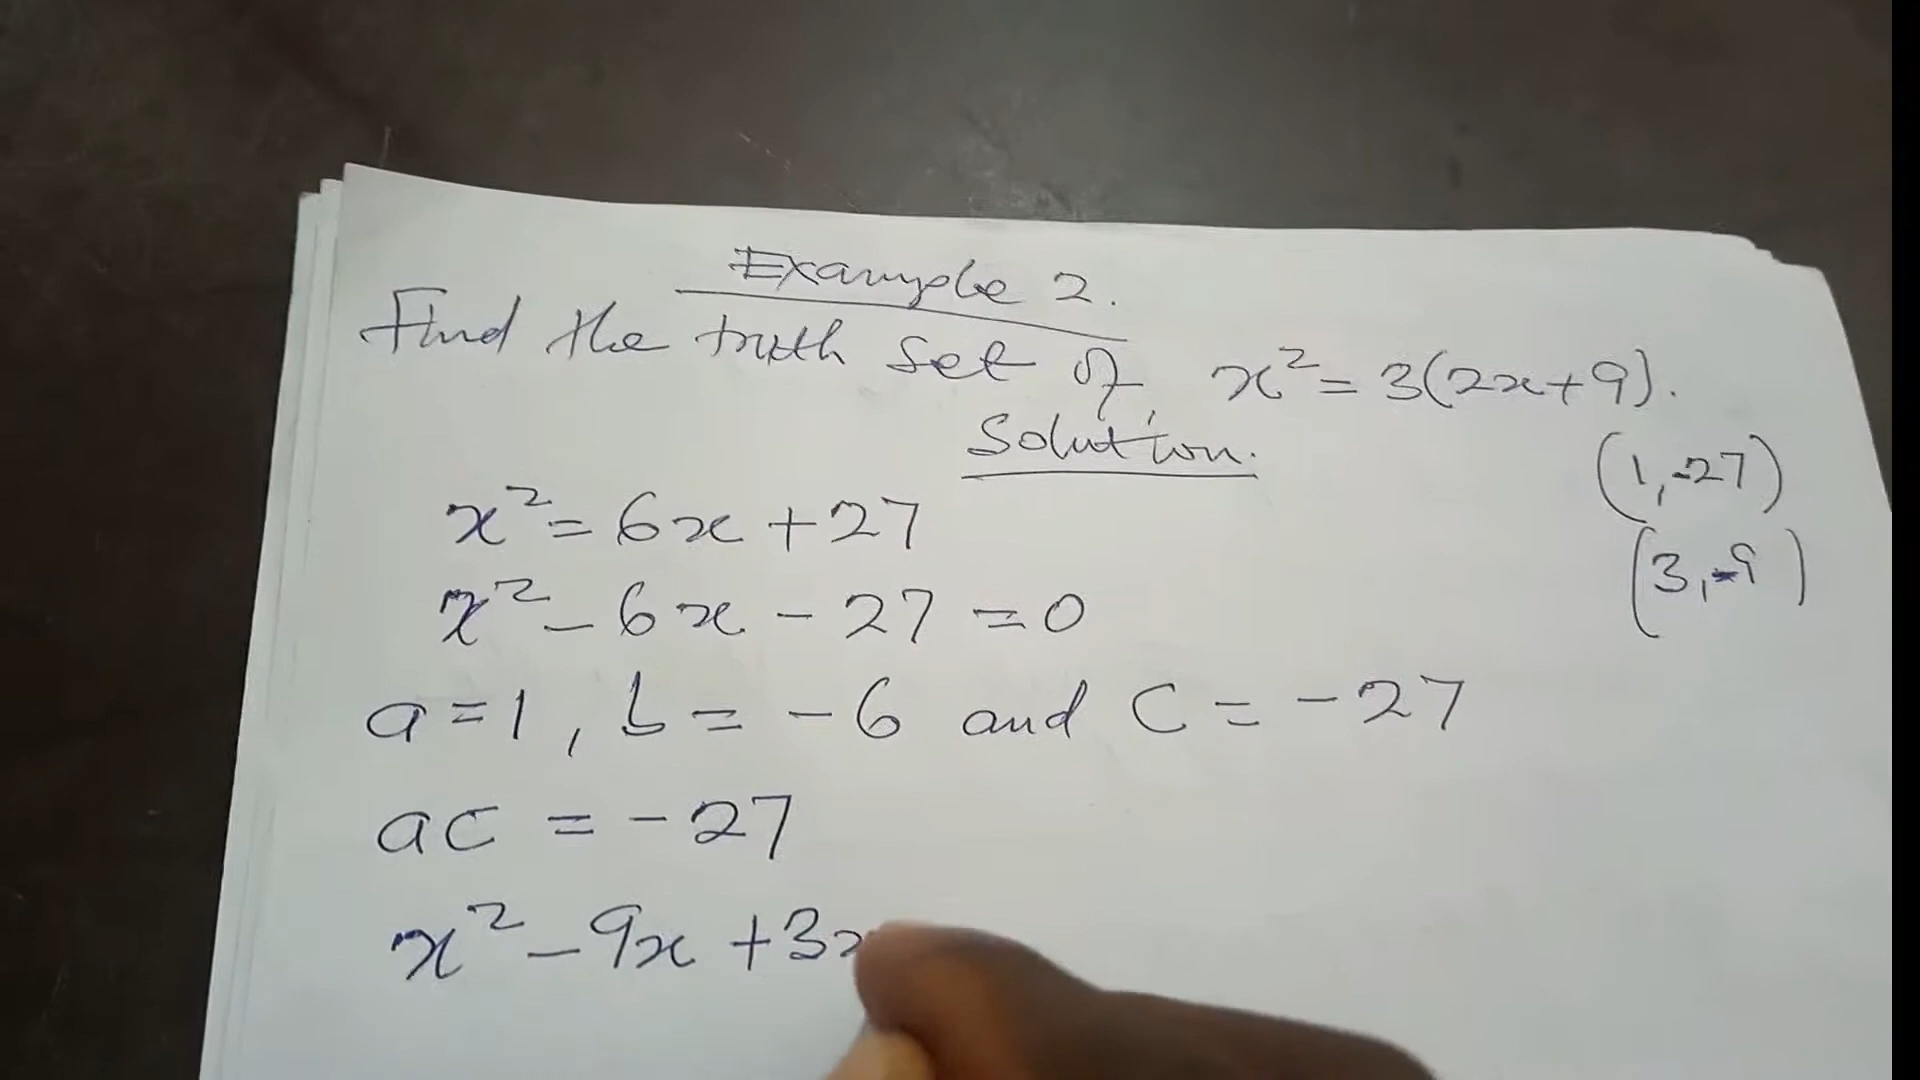 Example 2.
Find the truth set of, x² = 3(2x+9).
Solution.
(1, -27)
(3, -9)
x² = 6x + 27
x² - 6x - 27 = 0
a = 1, b = -6 and c = -27
ac = -27
x² - 9x + 3x